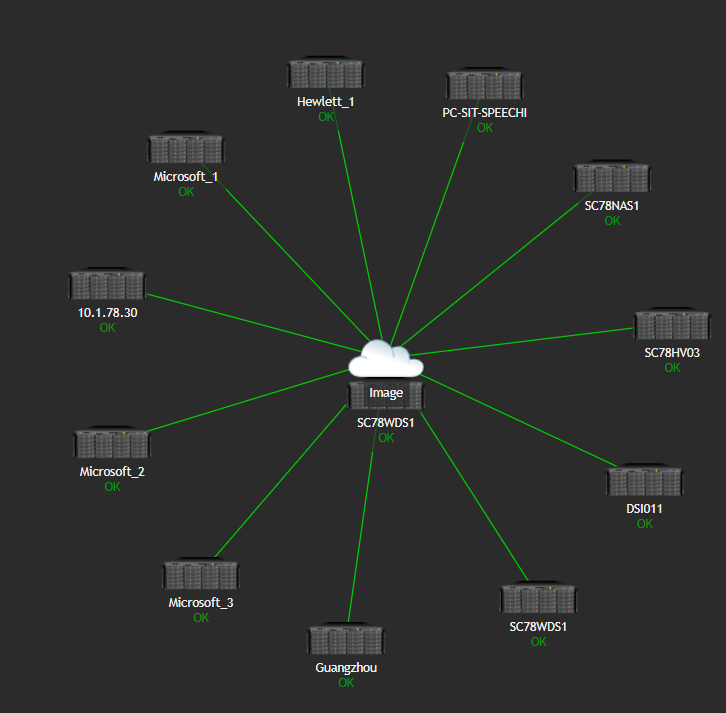 Hewlett_1
OK
PC-SIT-SPEECHI
OK
Microsoft_1
OK
SC78NAS1
OK
10.1.78.30
OK
SC78HV03
OK
Image
SC78WDS1
OK
Microsoft_2
OK
DSI011
OK
Microsoft_3
OK
SC78WDS1
OK
Guangzhou
OK